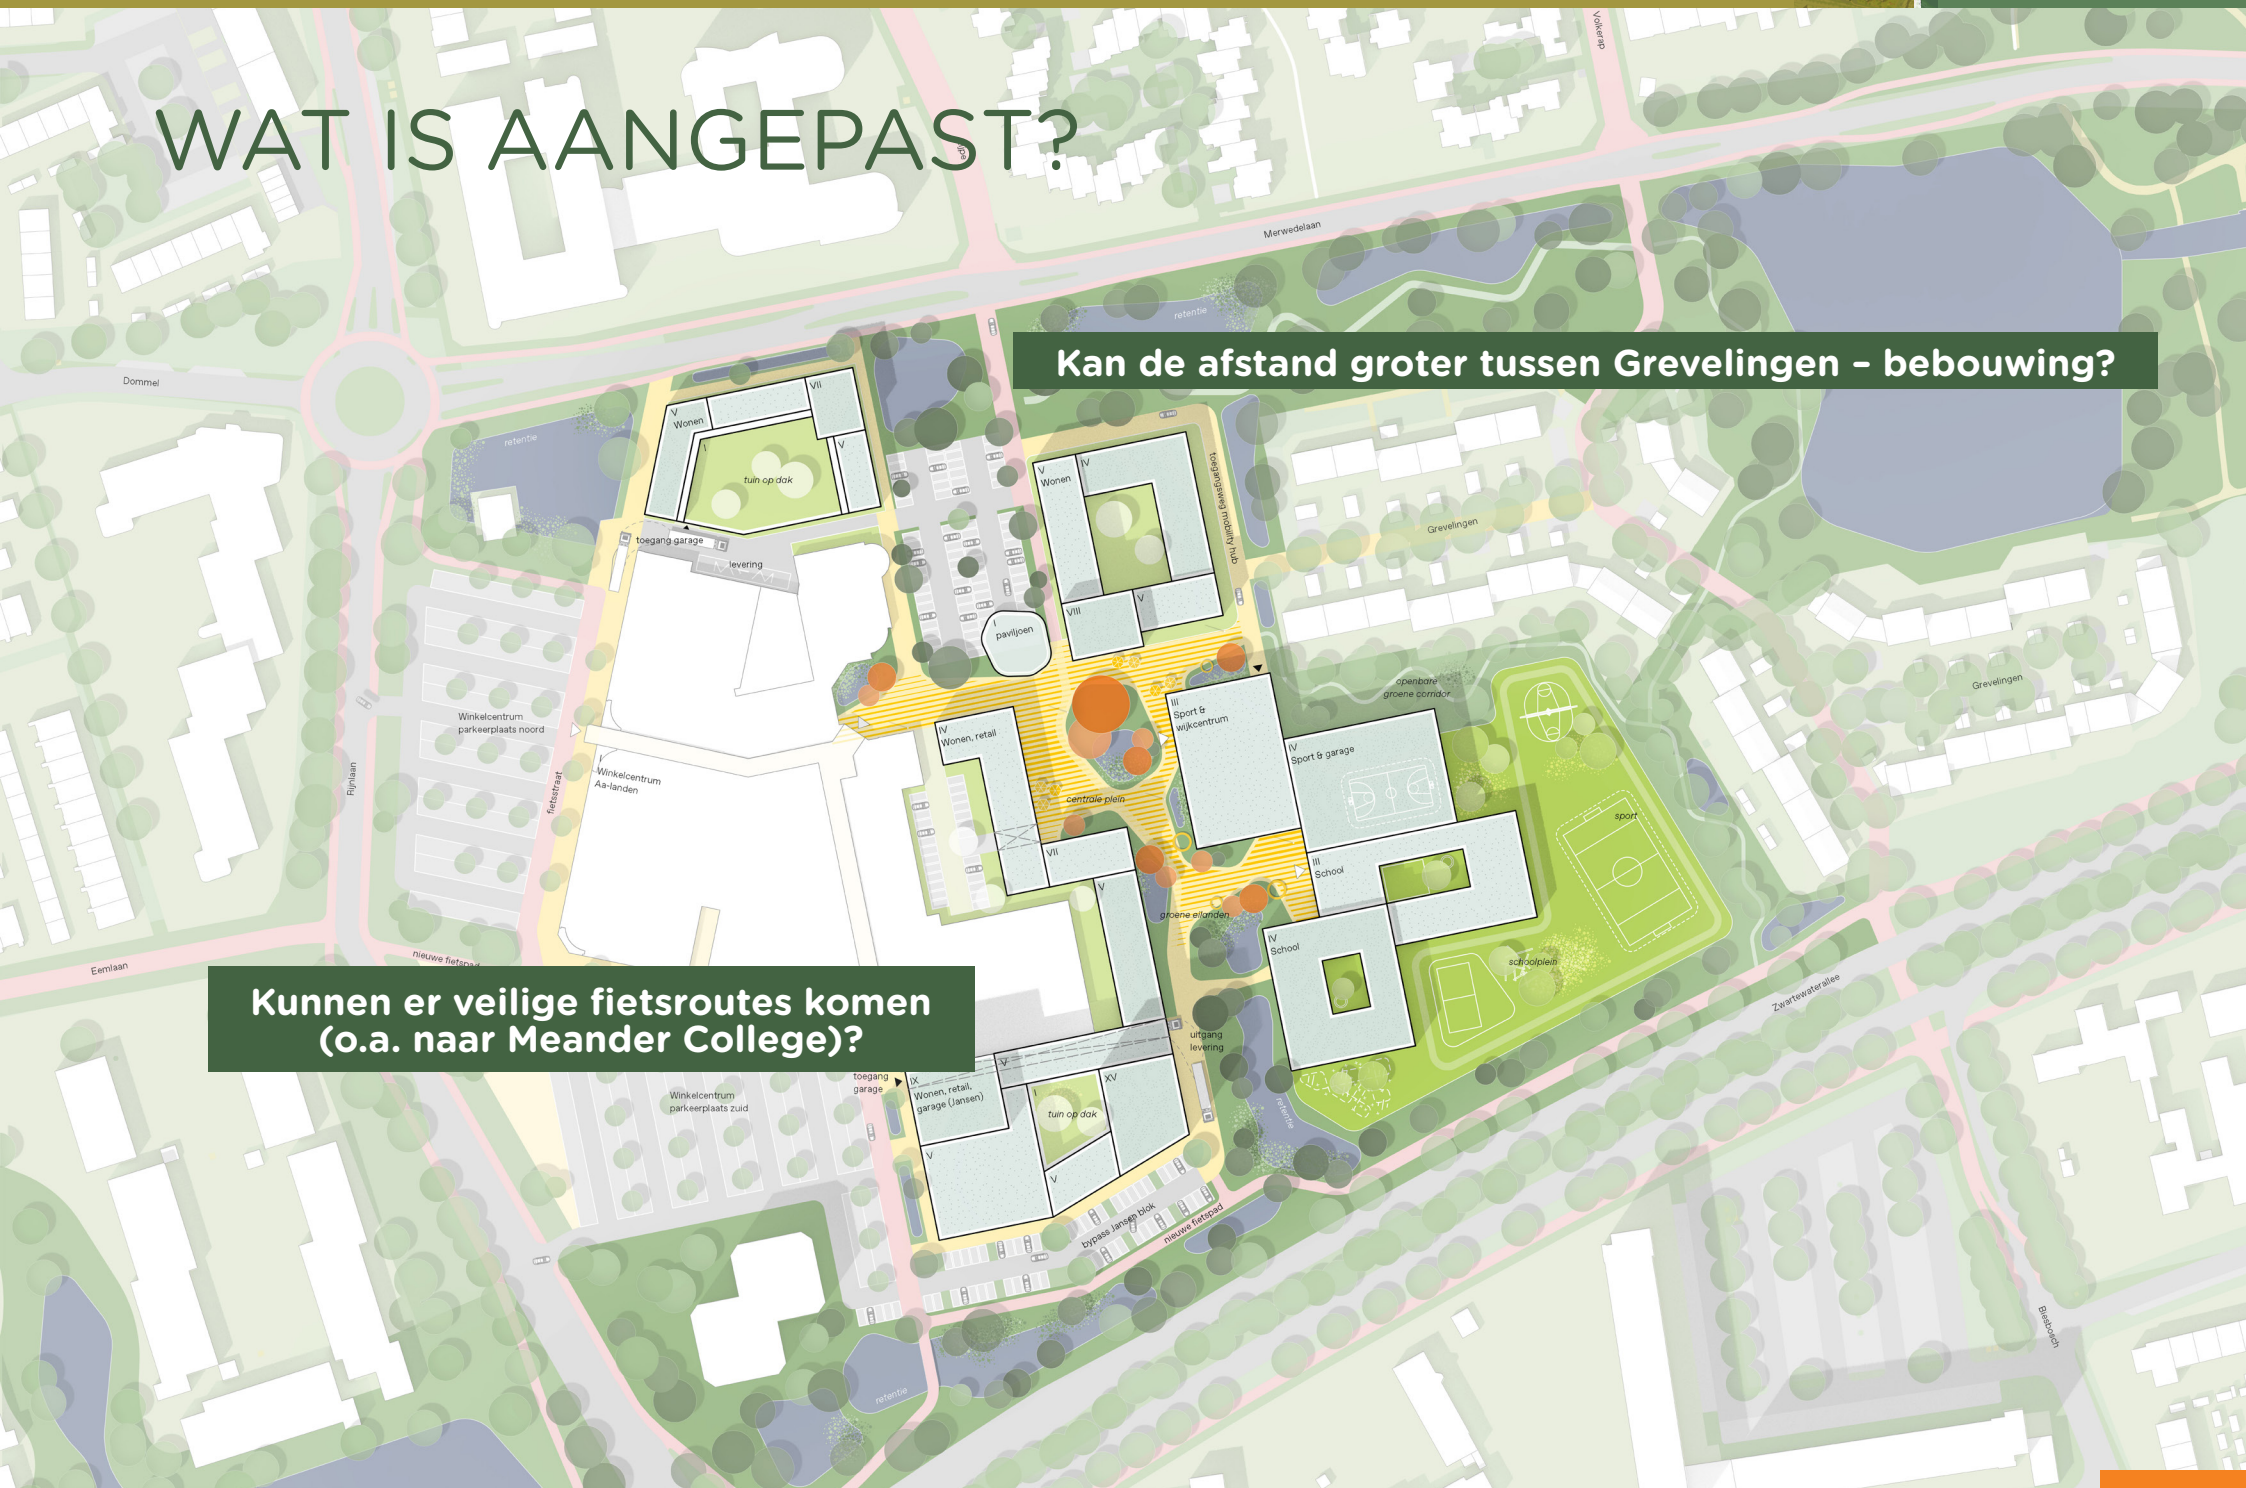 WAT IS AANGEPAST?
Volkerap
Merwedelaan
retentie
Kan de afstand groter tussen Grevelingen – bebouwing?
Dommel
retentie
V
Wonen
VII
I
V
tuin op dak
toegang garage
levering
V
Wonen
IV
VIII
V
toegangsweg mobility hub
Grevelingen
I
paviljoen
openbare
groene corridor
Grevelingen
Winkelcentrum
parkeerplaats noord
Rijnlaan
fietsstraat
I
Winkelcentrum
Aa-landen
IV
Wonen, retail
III
Sport &
wijkcentrum
IV
Sport & garage
centrale plein
VII
V
III
School
sport
groene eilanden
IV
School
schoolplein
Eemlaan
nieuwe fietspad
Kunnen er veilige fietsroutes komen
(o.a. naar Meander College)?
Zwartewaterallee
uitgang
levering
toegang
garage
IX
Wonen, retail,
garage (Jansen)
V
I
XV
tuin op dak
V
V
Winkelcentrum
parkeerplaats zuid
retentie
bypass Jansen blok
nieuwe fietspad
retentie
Biesbosch